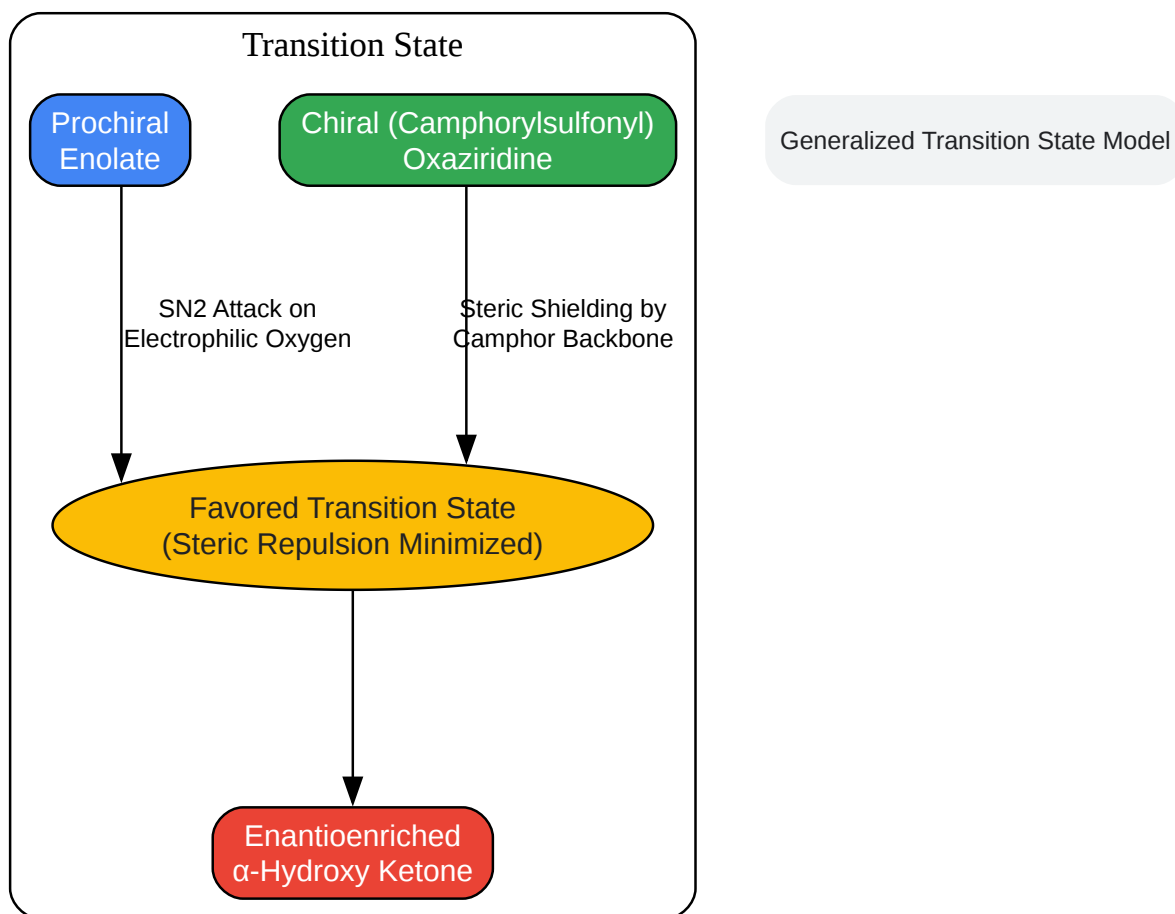 Transition State
Prochiral
Enolate
Chiral (Camphorylsulfonyl)
Oxaziridine
Generalized Transition State Model
SN2 Attack on
Electrophilic Oxygen
Steric Shielding by
Camphor Backbone
Favored Transition State
(Steric Repulsion Minimized)
Enantioenriched
α-Hydroxy Ketone